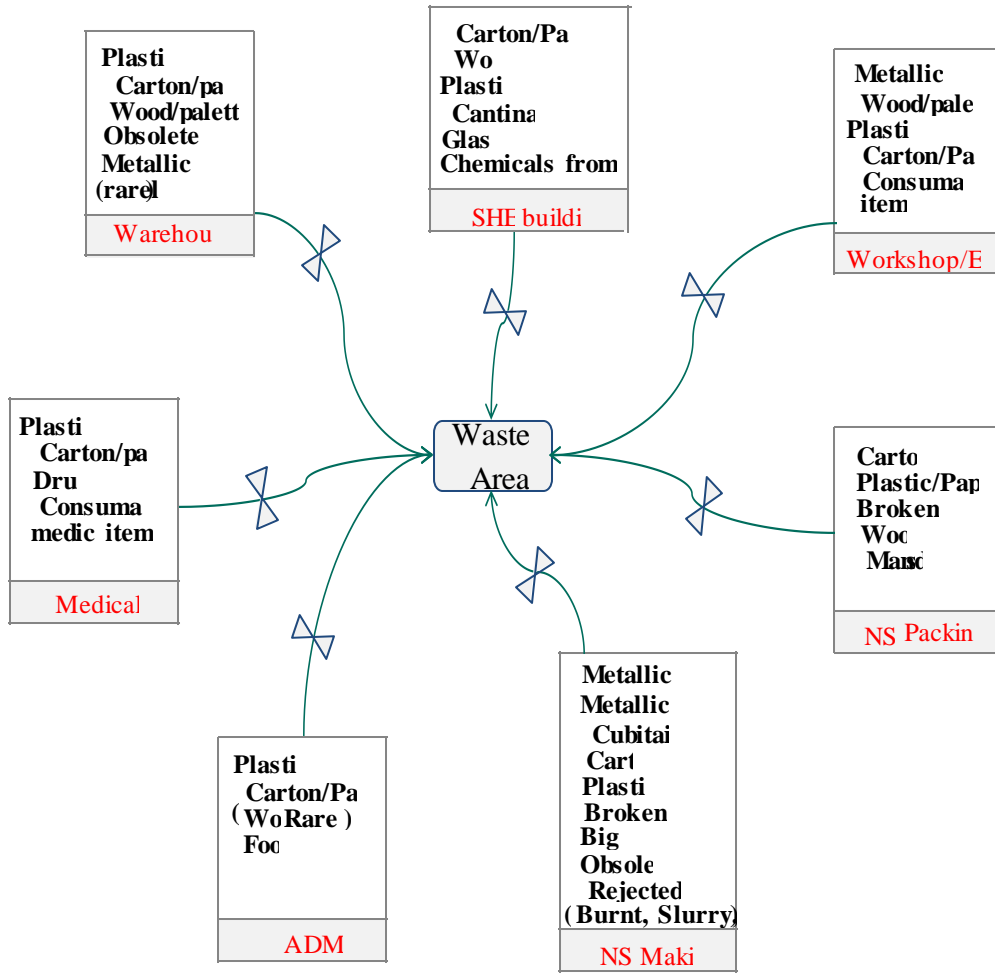 Plasti
Carton/pa
Wood/palett
Obsolete
Metallic
(rarel
Warehou
Carton/Pa
Wo
Plasti
Cantina
Glas
Chemicals from
SHE buildi
Metallic
Wood/pale
Plasti
Carton/Pa
Consuma
item
Workshop/E
Plasti
Carton/pa
Dru
Consuma
medic item
Medical
Waste
Area
Carto
Plastic/Pap
Broken
Woo
NS Packin
Plasti
Carton/Pa
(WoRare )
Foo
ADM
Metallic
Metallic
Cubitai
Cart
Plasti
Broken
Big
Obsole
Rejected
(Burnt, Slurry,
NS Maki